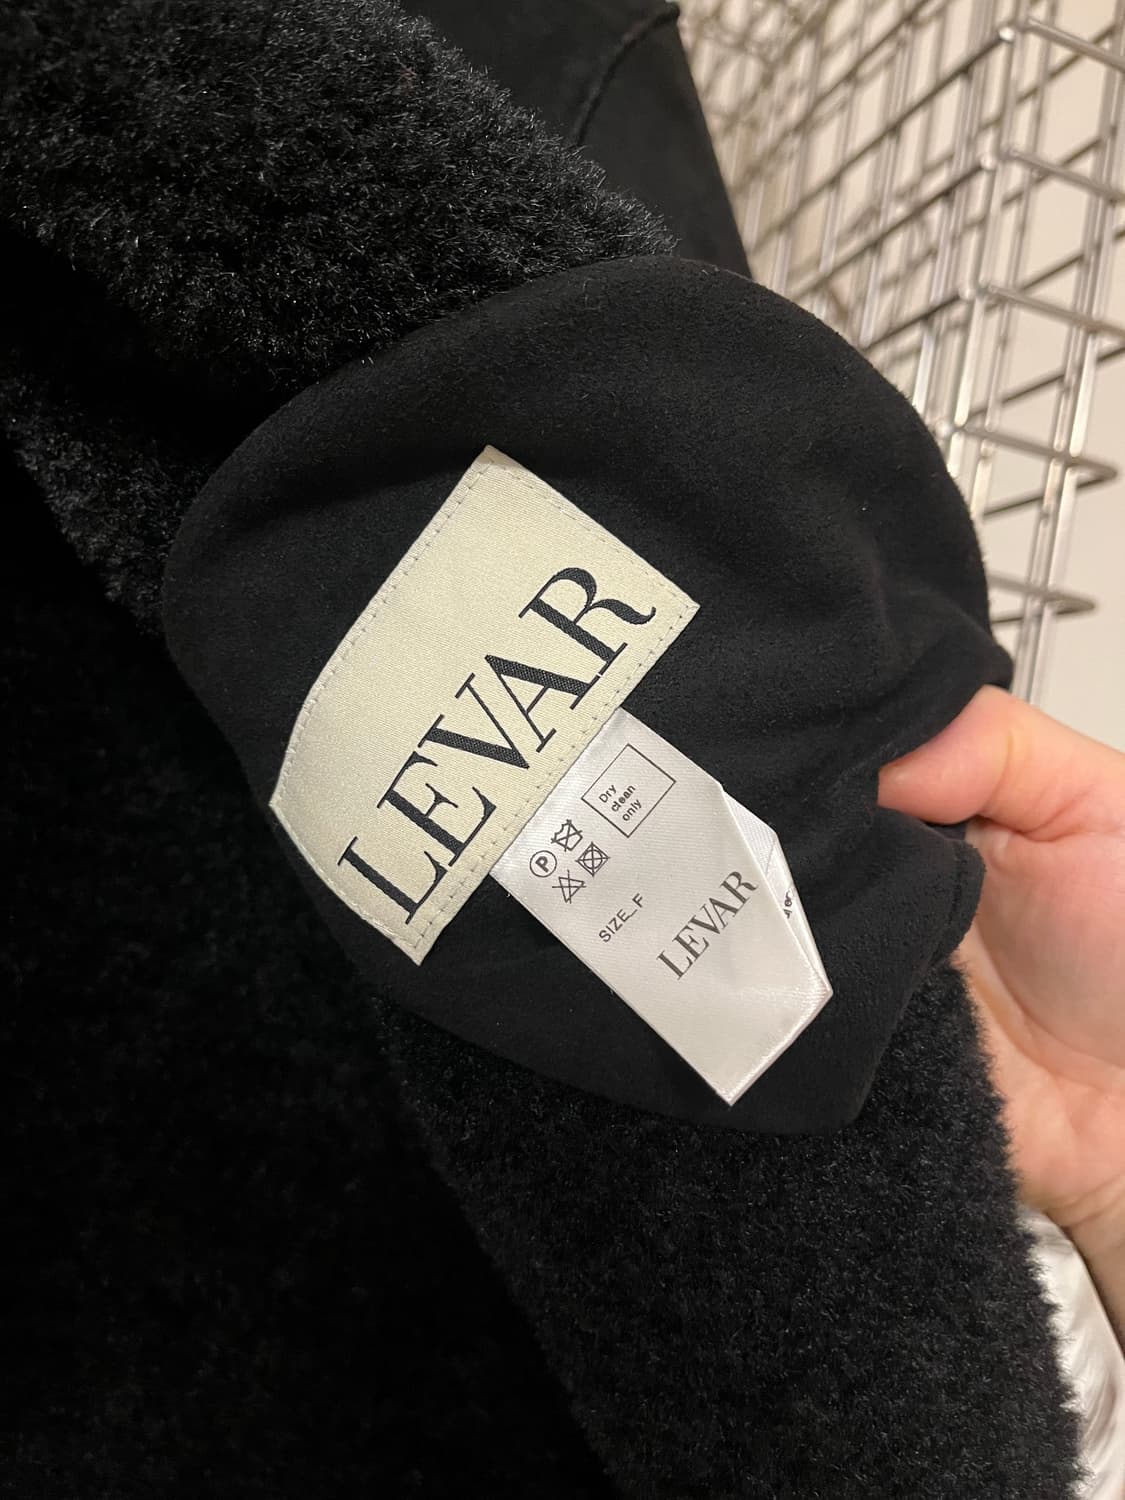 LEVAR
Dry
clean
only
P
SIZE_F
LEVAR